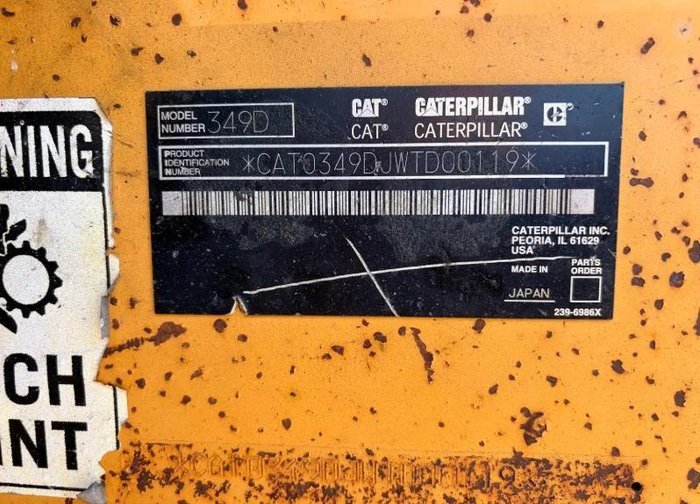 NING
CH
INT
MODEL
NUMBER 349D
CAT® CATERPILLAR® C
CAT® CATERPILLAR®
PRODUCT
IDENTIFICATION
NUMBER
*CAT0349DJWTD00119*
CATERPILLAR INC.
PEORIA, IL 61629
USA
MADE IN
JAPAN
PARTS
ORDER
239-6986X